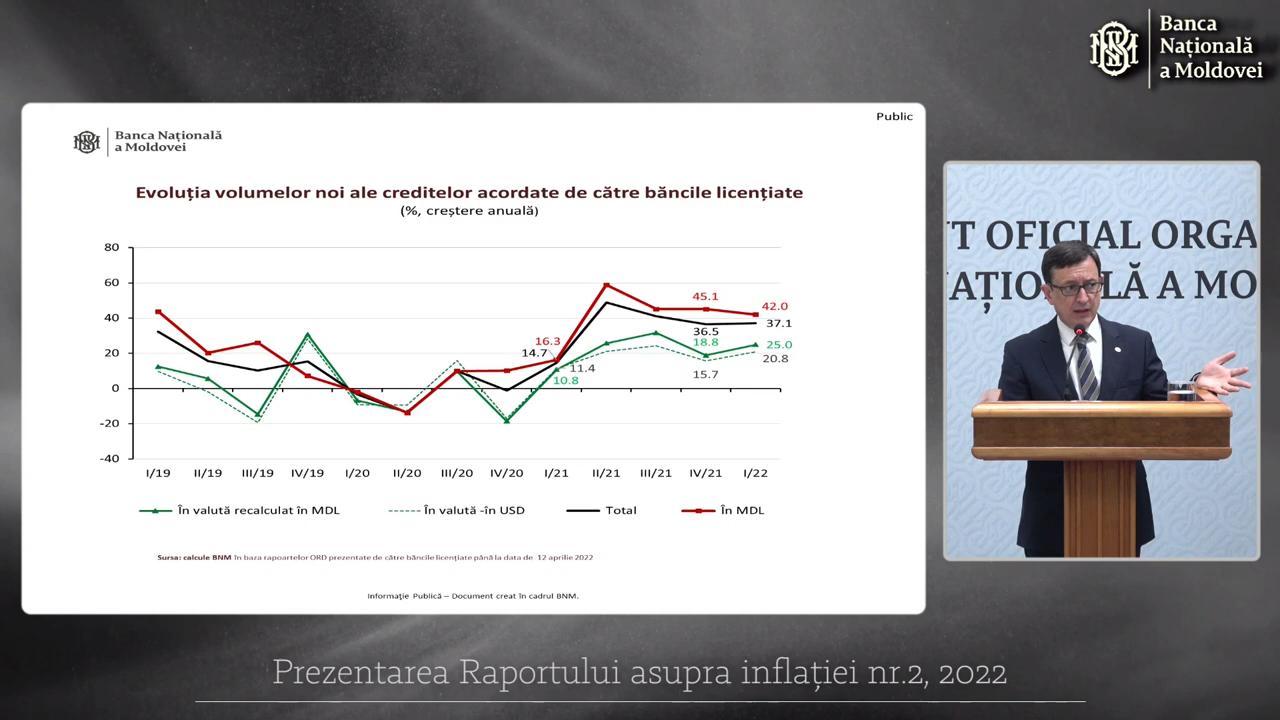 Banca
Națională
a Moldovei
Public
Banca Națională
a Moldovei
Evoluția volumelor noi ale creditelor acordate de către băncile licențiate
(%, creștere anuală)
80
60
40
20
0
-20
-40
16.3
14.7
11.4
10.8
45.1
36.5
18.8
15.7
42.0
37.1
25.0
20.8
I/19 II/19 III/19 IV/19 I/20 II/20 III/20 IV/20 I/21 II/21 III/21 IV/21 I/22
În valută recalculat în MDL În valută -în USD Total În MDL
Sursa: calcule BNM în baza rapoartelor ORD prezentate de către băncile licențiate până la data de 12 aprilie 2022
Informație Publică – Document creat în cadrul BNM.
T OFICIAL ORGA
AȚIO LĂ A MO
Prezentarea Raportului asupra inflației nr.2, 2022